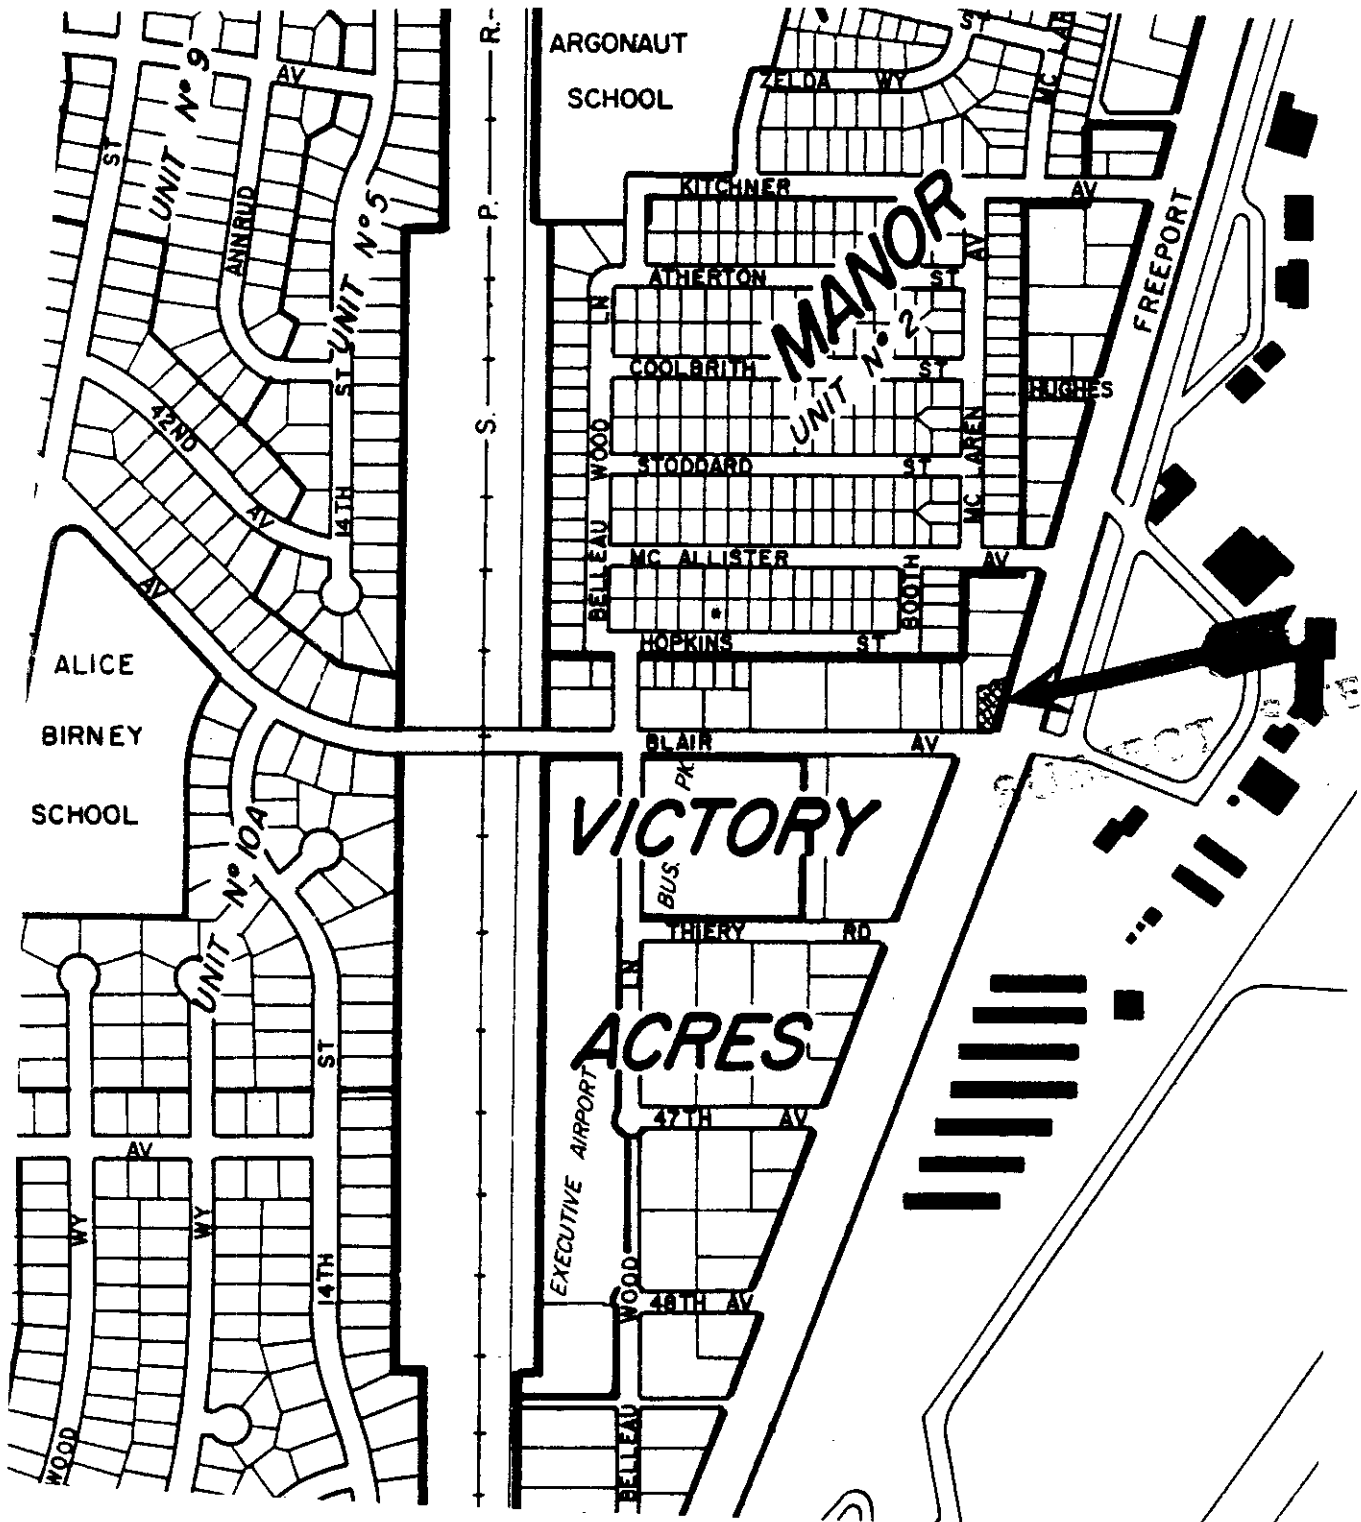 S. P. R.
ARGONAUT
SCHOOL
ST
MC LAREN
ZELDA WY
UNIT Nº 9
AV
ST
ANNRUD
UNIT Nº 5
KITCHNER AV
MANOR
UNIT Nº 2
FREEPORT
ATHERTON ST
LN
AV
COOLBRITH ST
HUGHES
ST
42ND AV
14TH
WOOD
STODDARD ST
MC LAREN
BELLEAU
MC ALLISTER AV
BOOTH
HOPKINS ST
AV
ALICE
BIRNEY
SCHOOL
BLAIR AV
SUBJECT SITE
VICTORY
BUS. PK
UNIT Nº 10A
THIERY RD
LN
ACRES
ST
47TH AV
EXECUTIVE AIRPORT
AV
WY
WY
14TH
WOOD
48TH AV
WOOD
BELLEAU